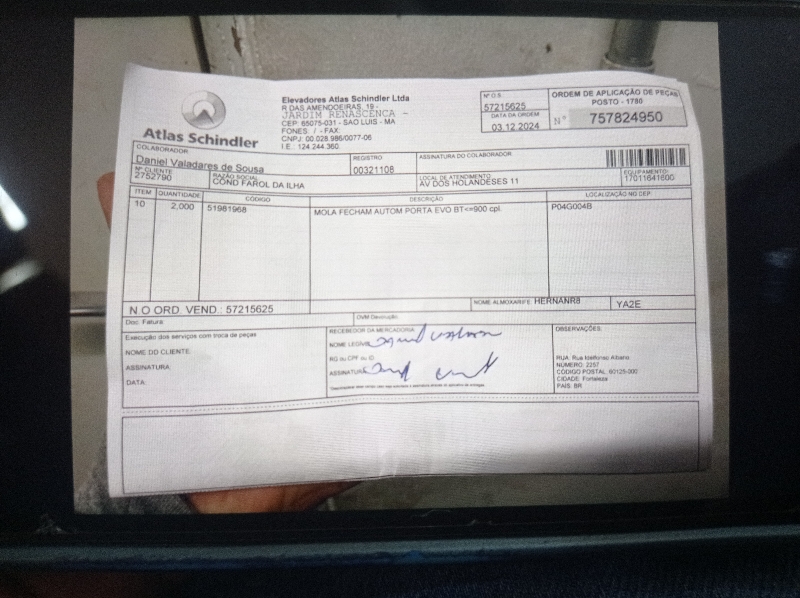 Atlas Schindler
Elevadores Atlas Schindler Ltda
R DAS AMENDOEIRAS, 19 -
JARDIM RENASCENCA -
CEP: 65075-031 - SAO LUIS - MA
FONES: / - FAX:
CNPJ: 00.028.986/0077-06
I.E.: 124.244.360.
Nº O.S.
57215625
DATA DA ORDEM
03.12.2024
ORDEM DE APLICAÇÃO DE PEÇAS
POSTO - 1780
Nº 757824950
COLABORADOR
Daniel Valadares de Sousa
REGISTRO
00321108
ASSINATURA DO COLABORADOR
Nº CLIENTE
2752790
RAZÃO SOCIAL
COND FAROL DA ILHA
LOCAL DE ATENDIMENTO
AV DOS HOLANDESES 11
EQUIPAMENTO:
17011641600
ITEM QUANTIDADE CÓDIGO DESCRIÇÃO LOCALIZAÇÃO NO CEP
10 2,000 51981968 MOLA FECHAM AUTOM PORTA EVO BT<=900 cpl. P04G004B
N.O ORD. VEND.: 57215625
NOME ALMOXARIFE HERNANR8
YA2E
Doc. Fatura:
OVM Devolução:
Execução dos serviços com troca de peças
NOME DO CLIENTE:
ASSINATURA:
DATA:
RECEBEDOR DA MERCADORIA
NOME LEGÍVEL
RG ou CPF ou ID
ASSINATURA
OBSERVAÇÕES:
RUA: Rua Ildelfonso Albano
NÚMERO: 2257
CÓDIGO POSTAL: 60125-000
CIDADE: Fortaleza
PAÍS: BR